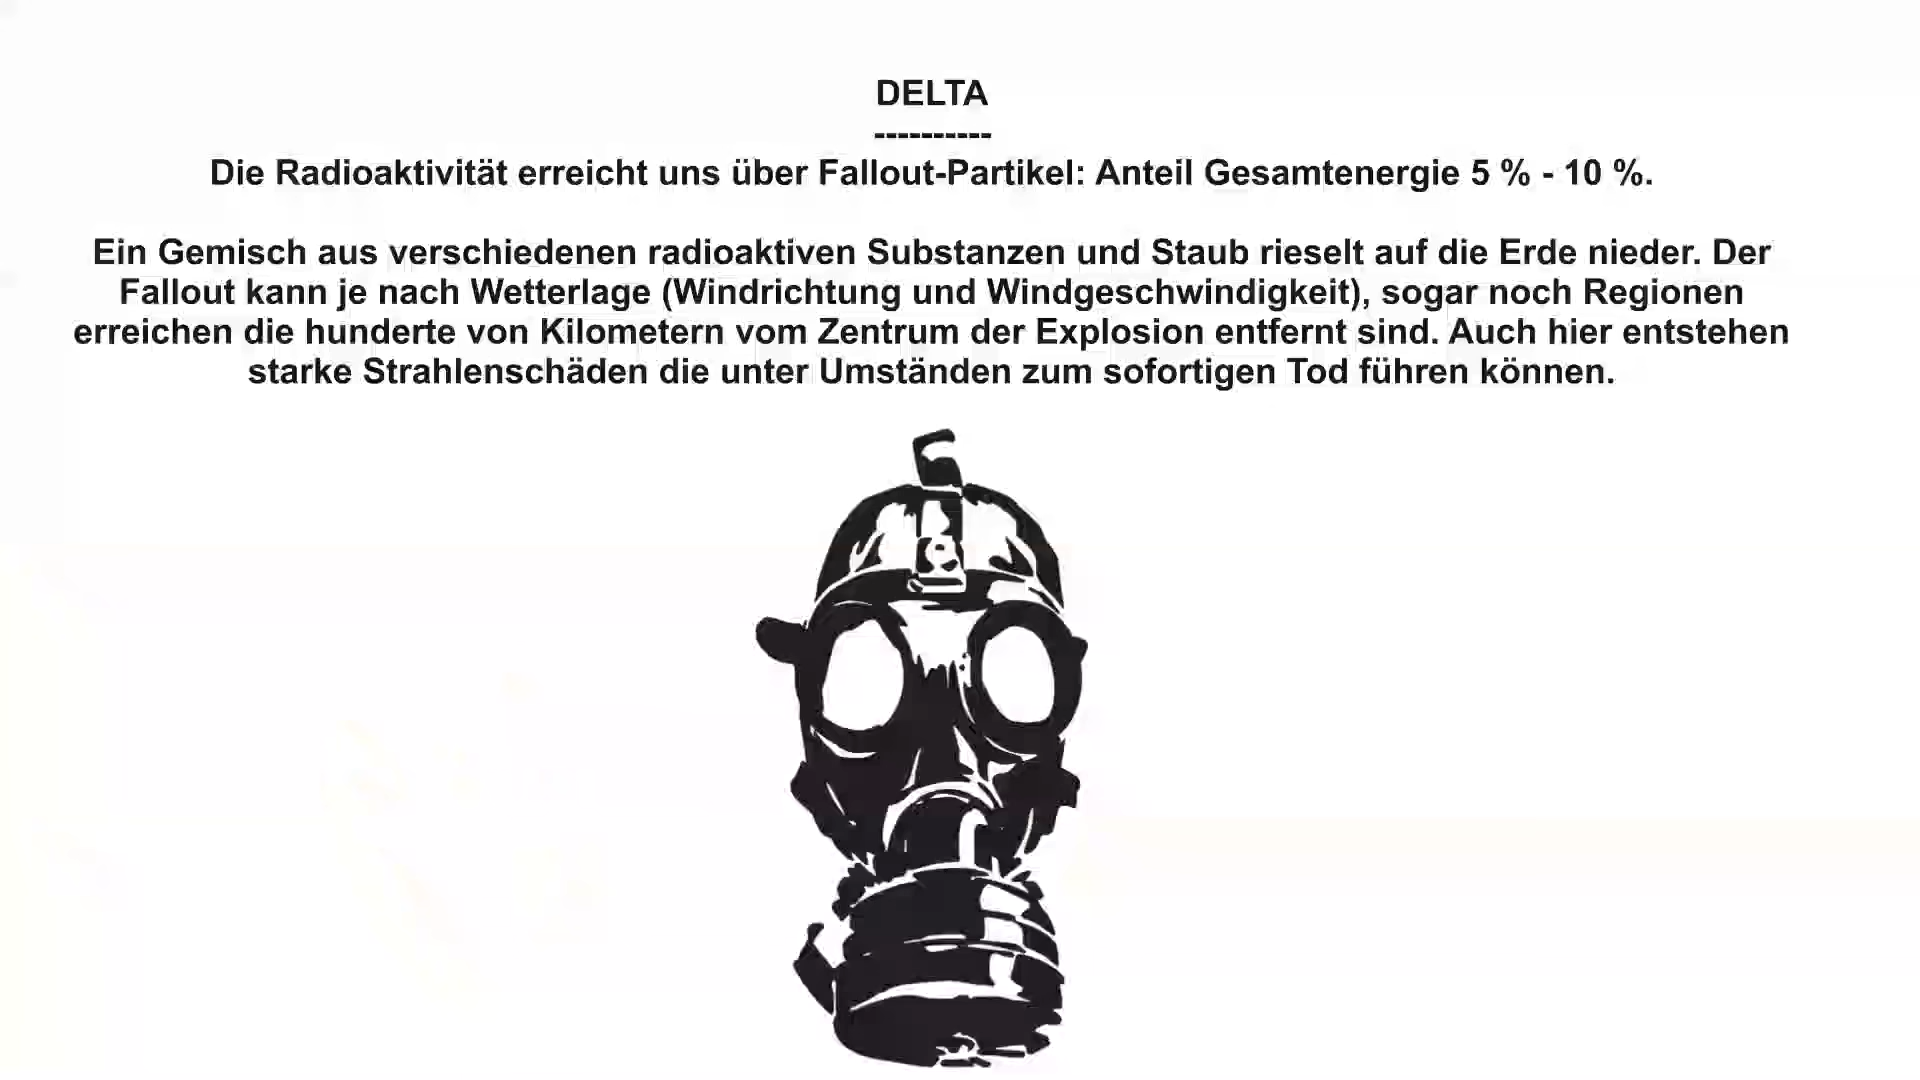 DELTA
----------
Die Radioaktivität erreicht uns über Fallout-Partikel: Anteil Gesamtenergie 5 % - 10 %.
Ein Gemisch aus verschiedenen radioaktiven Substanzen und Staub rieselt auf die Erde nieder. Der
Fallout kann je nach Wetterlage (Windrichtung und Windgeschwindigkeit), sogar noch Regionen
erreichen die hunderte von Kilometern vom Zentrum der Explosion entfernt sind. Auch hier entstehen
starke Strahlenschäden die unter Umständen zum sofortigen Tod führen können.